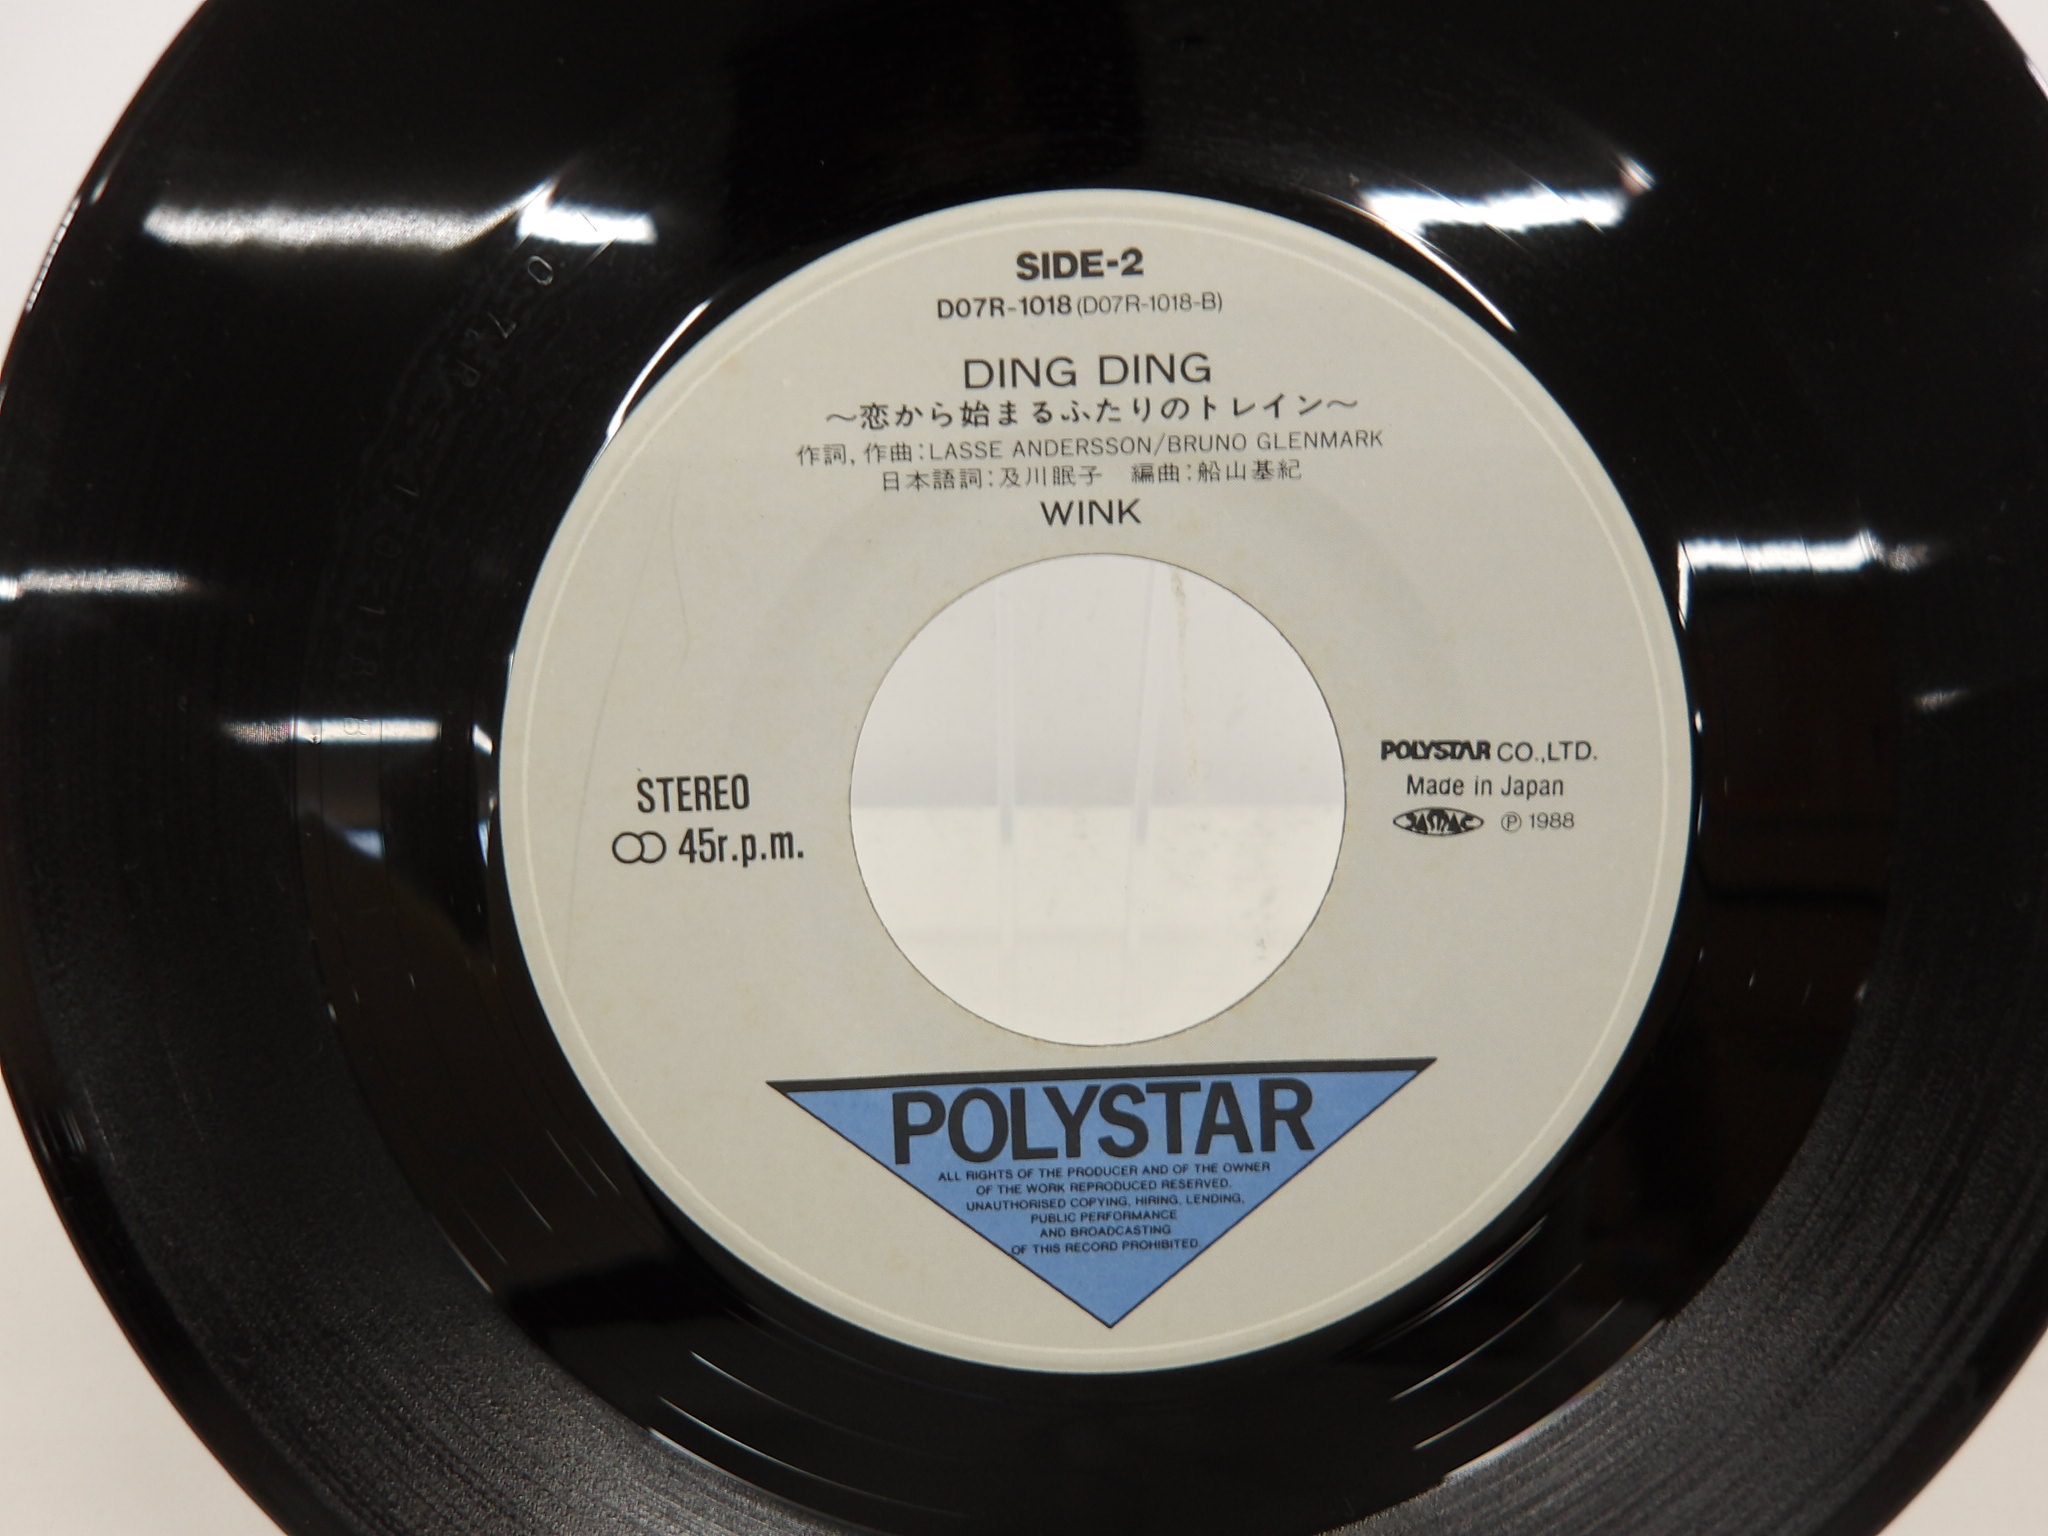 SIDE-2
D07R-1018 (D07R-1018-B)
DING DING
〜恋から始まるふたりのトレイン〜
作詞、作曲：LASSE ANDERSSON/BRUNO GLENMARK
日本語詞：及川眠子　編曲：船山基紀
WINK
STEREO
45r.p.m.
POLYSTAR CO.,LTD.
Made in Japan
JASRAC Ⓟ 1988
POLYSTAR
ALL RIGHTS OF THE PRODUCER AND OF THE OWNER
OF THE WORK REPRODUCED RESERVED.
UNAUTHORISED COPYING, HIRING, LENDING,
PUBLIC PERFORMANCE
AND BROADCASTING
OF THIS RECORD PROHIBITED.